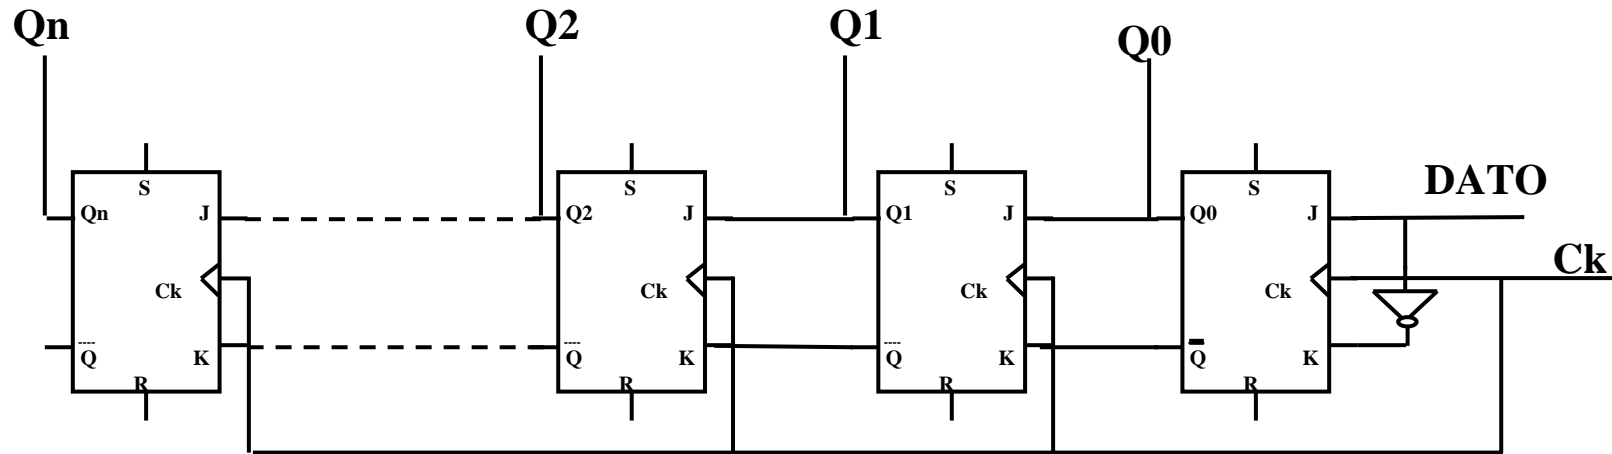 Qn Q2 Q1 Q0
S S S S
DATO
Qn J Q2 J Q1 J Q0 J
Ck
Ck Ck Ck Ck
Q K Q K Q K Q K
R R R R